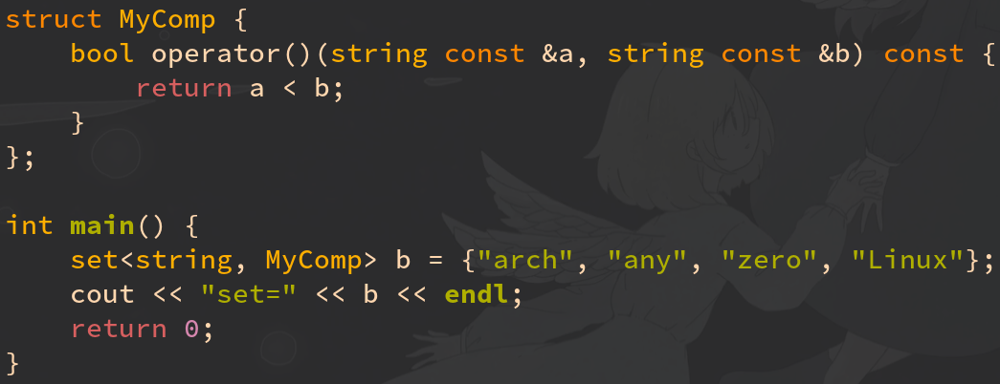 struct MyComp {
    bool operator()(string const &a, string const &b) const {
        return a < b;
    }
};

int main() {
    set<string, MyComp> b = {"arch", "any", "zero", "Linux"};
    cout << "set=" << b << endl;
    return 0;
}